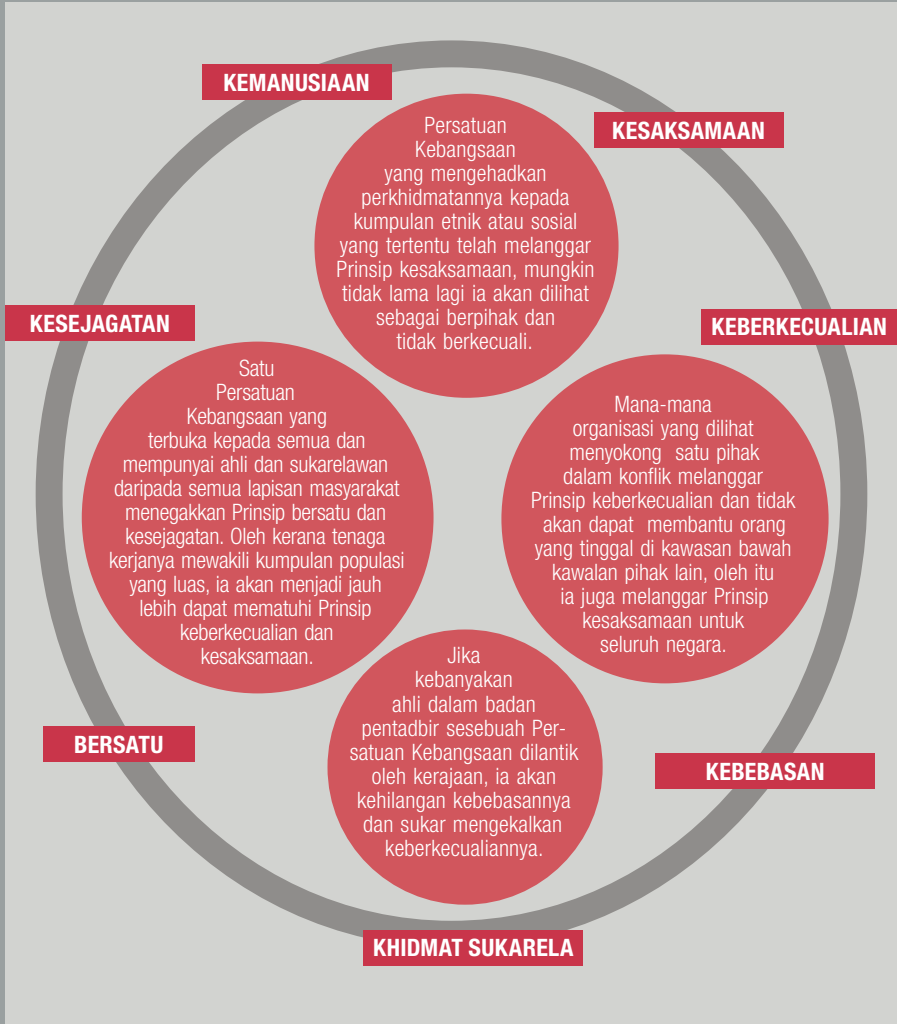 KEMANUSIAAN
KESAKSAMAAN
Persatuan
Kebangsaan
yang mengehadkan
perkhidmatannya kepada
kumpulan etnik atau sosial
yang tertentu telah melanggar
Prinsip kesaksamaan, mungkin
tidak lama lagi ia akan dilihat
sebagai berpihak dan
tidak berkecuali.
KESEJAGATAN
KEBERKECUALIAN
Satu
Persatuan
Kebangsaan yang
terbuka kepada semua dan
mempunyai ahli dan sukarelawan
daripada semua lapisan masyarakat
menegakkan Prinsip bersatu dan
kesejagatan. Oleh kerana tenaga
kerjanya mewakili kumpulan populasi
yang luas, ia akan menjadi jauh
lebih dapat mematuhi Prinsip
keberkecualian dan
kesaksamaan.
Mana-mana
organisasi yang dilihat
menyokong satu pihak
dalam konflik melanggar
Prinsip keberkecualian dan tidak
akan dapat membantu orang
yang tinggal di kawasan bawah
kawalan pihak lain, oleh itu
ia juga melanggar Prinsip
kesaksamaan untuk
seluruh negara.
Jika
kebanyakan
ahli dalam badan
pentadbir sesebuah Per-
satuan Kebangsaan dilantik
oleh kerajaan, ia akan
kehilangan kebebasannya
dan sukar mengekalkan
keberkecualiannya.
BERSATU
KEBEBASAN
KHIDMAT SUKARELA